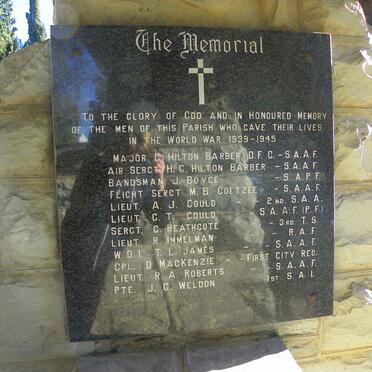 The Memorial
TO THE GLORY OF GOD AND IN HONOURED MEMORY
OF THE MEN OF THIS PARISH WHO GAVE THEIR LIVES
IN THE WORLD WAR 1939-1945
MAJOR C. HILTON BARBER D.F.C. - S.A.A.F.
AIR SERGT. H.C. HILTON BARBER - S.A.A.F.
BANDSMAN J. BOYCE - S.A.P.F.
FLIGHT SERGT. M.B. COETZEE - S.A.A.F.
LIEUT. A. J. GOULD - 2ND S.A.A.
LIEUT. C. T. GOULD - S.A.A.F. (P.F.)
SERGT. C. HEATHCOTE - 3RD T.S.
LIEUT. R. IMMELMAN - R.A.F.
W.O.I. T. L. JAMES - S.A.A.F.
CPL. D. MACKENZIE - FIRST CITY REG.
LIEUT. R. A. ROBERTS - S.A.A.F.
PTE. J. G. WELDON 1ST S.A.I.